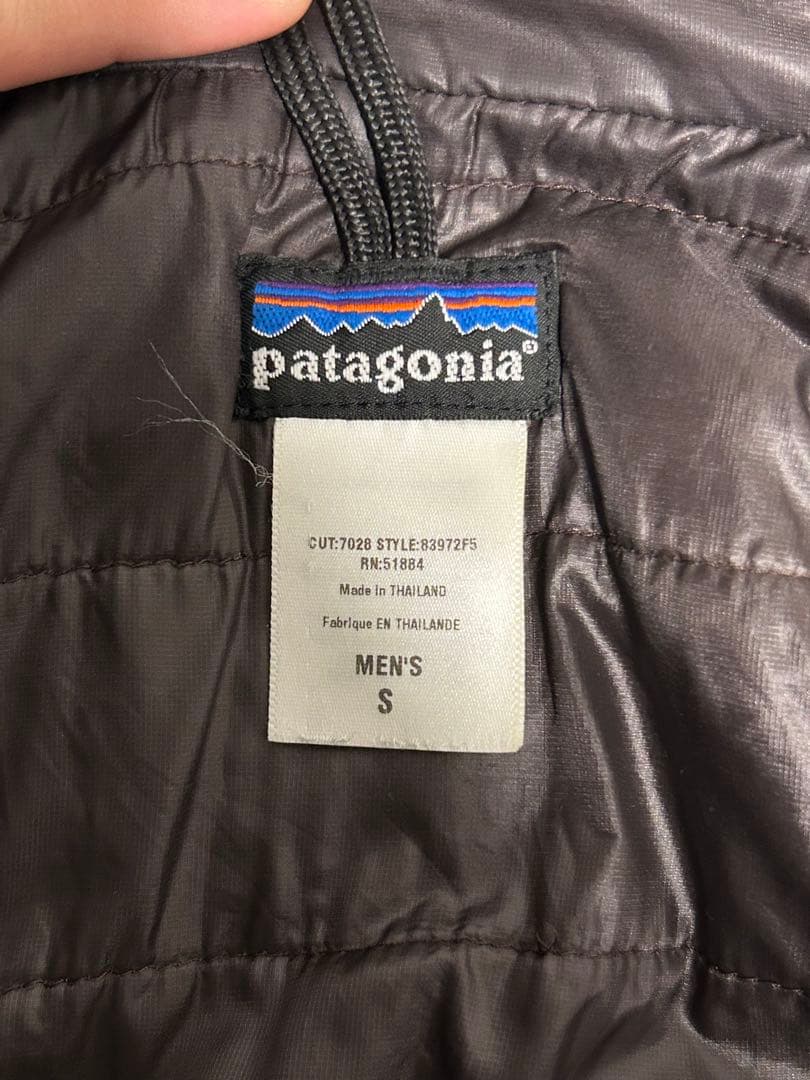 patagonia®
CUT:7028 STYLE:83972F5
RN:51884
Made in THAILAND
Fabrique EN THAILANDE
MEN'S
S